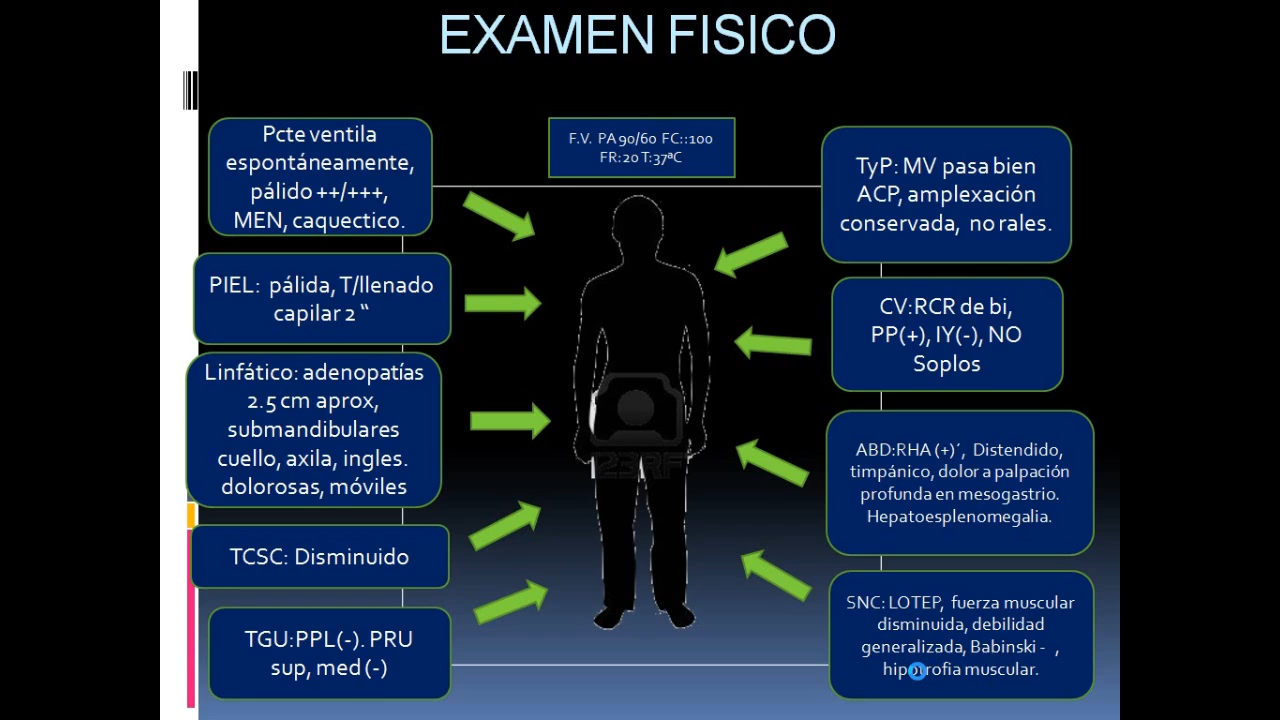 EXAMEN FISICO
Pcte ventila
espontáneamente,
pálido ++/+++,
MEN, caquectico.
F.V. PA 90/60 FC::100
FR:20 T:37ªC
TyP: MV pasa bien
ACP, amplexación
conservada, no rales.
PIEL: pálida, T/llenado
capilar 2 “
CV:RCR de bi,
PP(+), IY(-), NO
Soplos
Linfático: adenopatías
2.5 cm aprox,
submandibulares
cuello, axila, ingles.
dolorosas, móviles
ABD:RHA (+)´, Distendido,
timpánico, dolor a palpación
profunda en mesogastrio.
Hepatoesplenomegalia.
TCSC: Disminuido
SNC: LOTEP, fuerza muscular
disminuida, debilidad
generalizada, Babinski - ,
hipotrofia muscular.
TGU:PPL(-). PRU
sup, med (-)
123RF